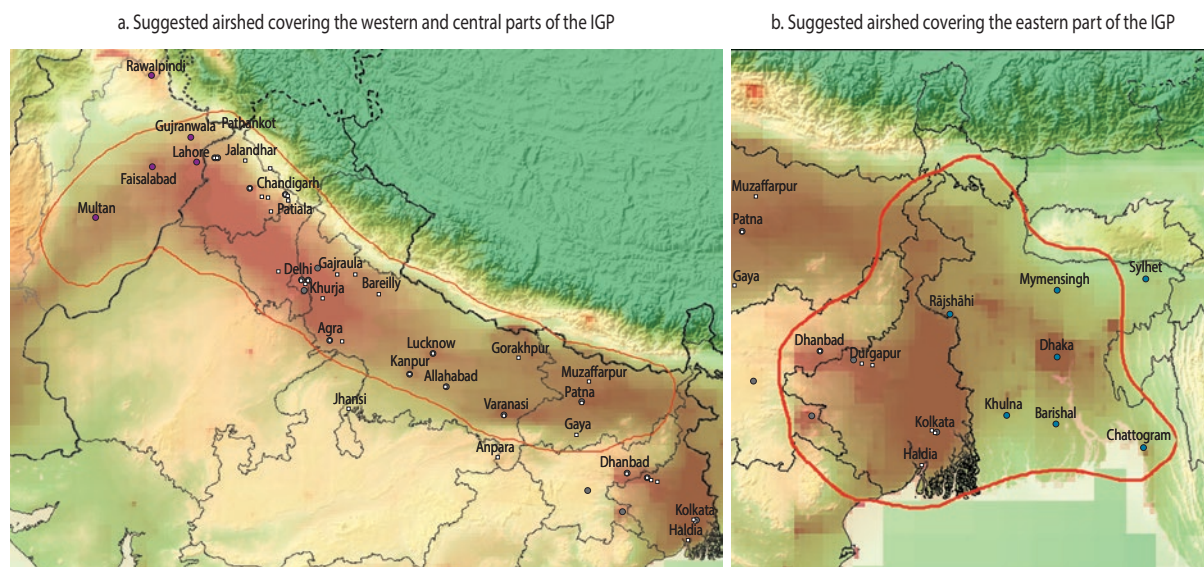 a. Suggested airshed covering the western and central parts of the IGP
Rawalpindi
Gujranwala
Pathankot
Lahore
Jalandhar
Faisalabad
Chandigarh
Multan
Patiala
Delhi
Gajraula
Khurja
Bareilly
Agra
Lucknow
Gorakhpur
Kanpur
Allahabad
Muzaffarpur
Patna
Jhansi
Varanasi
Gaya
Anpara
Dhanbad
Kolkata
Haldia
b. Suggested airshed covering the eastern part of the IGP
Muzaffarpur
Patna
Gaya
Sylhet
Mymensingh
Rājshāhi
Dhanbad
Durgapur
Dhaka
Khulna
Barishal
Kolkata
Chattogram
Haldia